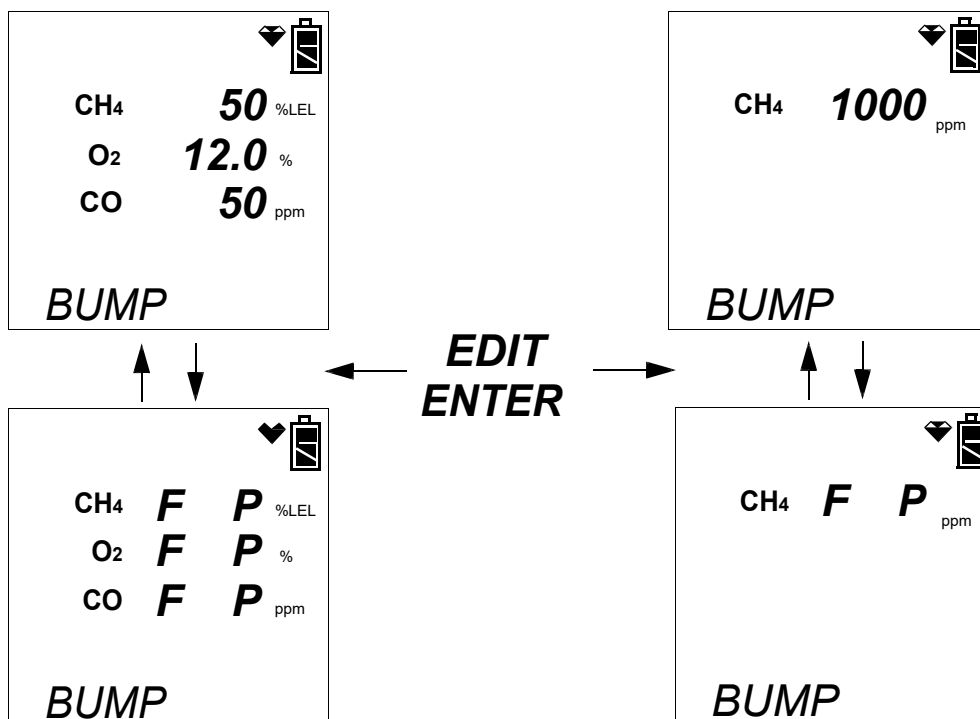 CH4 50 %LEL
O2 12.0 %
CO 50 ppm
BUMP
CH4 1000 ppm
BUMP
EDIT
ENTER
CH4 F P %LEL
O2 F P %
CO F P ppm
BUMP
CH4 F P ppm
BUMP